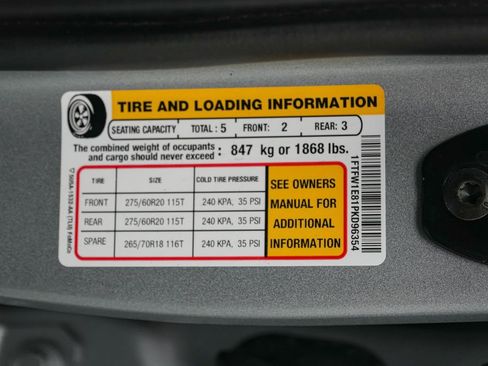 TIRE AND LOADING INFORMATION
SEATING CAPACITY TOTAL : 5 FRONT: 2 REAR: 3
The combined weight of occupants
and cargo should never exceed : 847 kg or 1868 lbs.
TIRE SIZE COLD TIRE PRESSURE
FRONT 275/60R20 115T 240 KPA, 35 PSI
REAR 275/60R20 115T 240 KPA, 35 PSI
SPARE 265/70R18 116T 240 KPA, 35 PSI
SEE OWNERS
MANUAL FOR
ADDITIONAL
INFORMATION
1FTFW1E81PKD96354